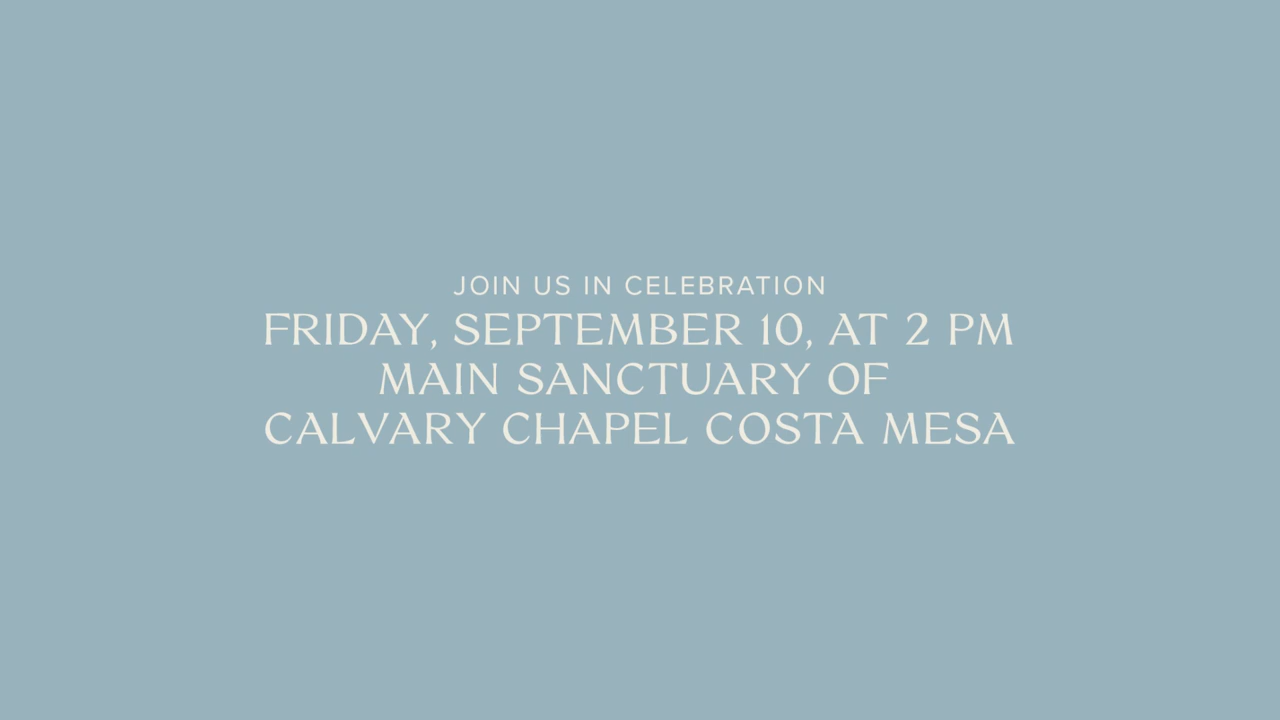 JOIN US IN CELEBRATION
FRIDAY, SEPTEMBER 10, AT 2 PM
MAIN SANCTUARY OF
CALVARY CHAPEL COSTA MESA